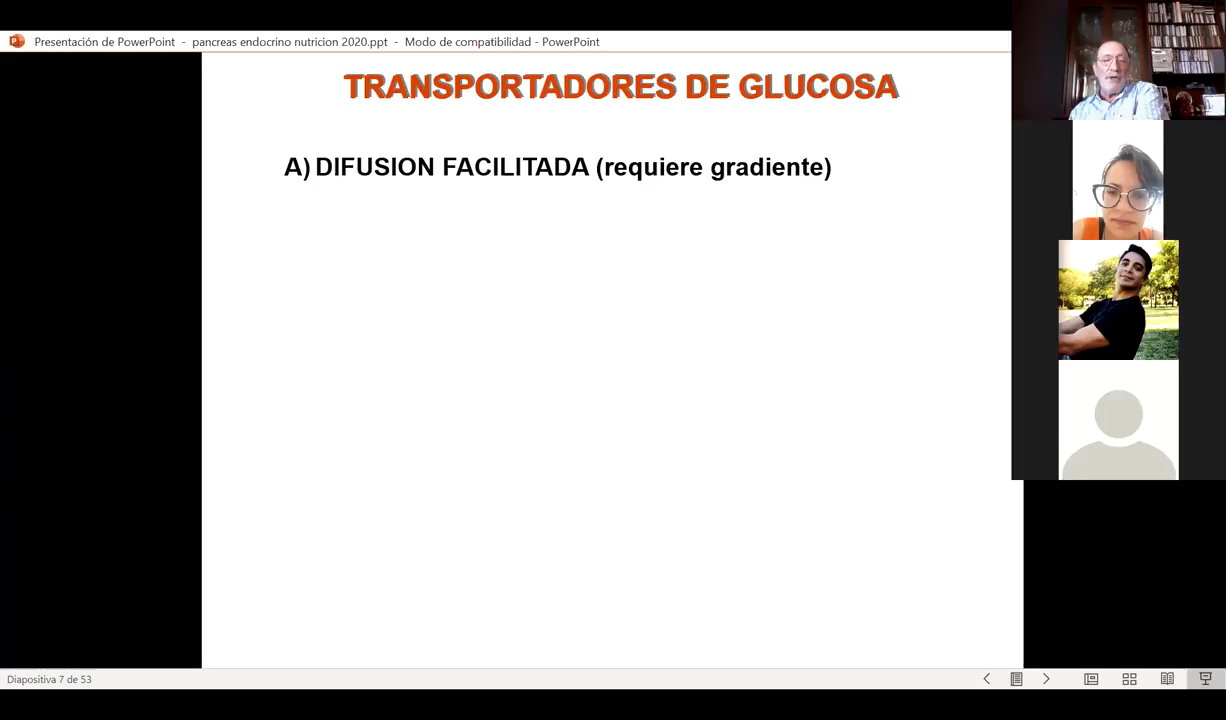 Presentación de PowerPoint - pancreas endocrino nutricion 2020.ppt - Modo de compatibilidad - PowerPoint
TRANSPORTADORES DE GLUCOSA
A) DIFUSION FACILITADA (requiere gradiente)
Diapositiva 7 de 53